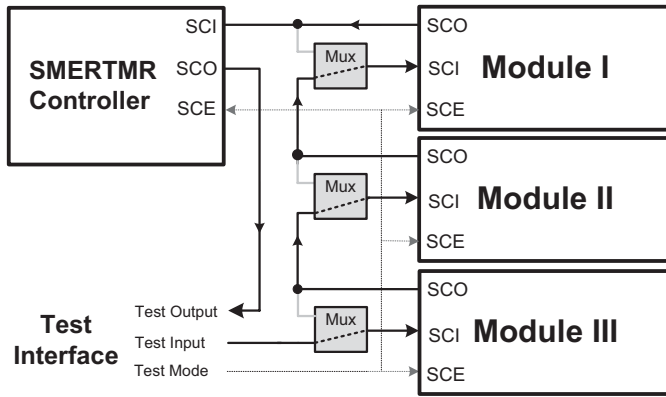 SMERTMR
Controller
SCI
SCO
SCE
Mux
SCO
SCI
SCE
Module I
Mux
SCO
SCI
SCE
Module II
Mux
SCO
SCI
SCE
Module III
Test
Interface
Test Output
Test Input
Test Mode